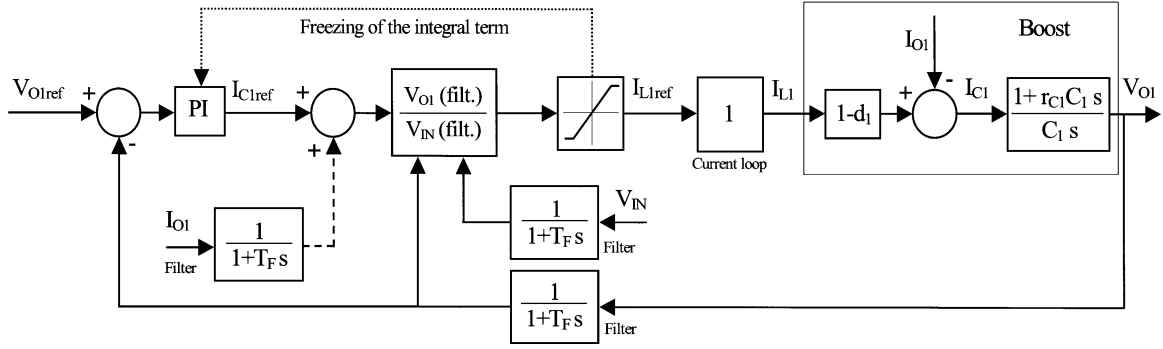 Freezing of the integral term
Boost
V_O1ref
+
-
PI
I_C1ref
+
+
V_O1 (filt.)
V_IN (filt.)
I_L1ref
1
Current loop
I_L1
1-d_1
I_O1
-
+
I_C1
1+ r_C1 C_1 s
C_1 s
V_O1
I_O1
Filter
1
1+T_F s
1
1+T_F s
V_IN
Filter
1
1+T_F s
Filter